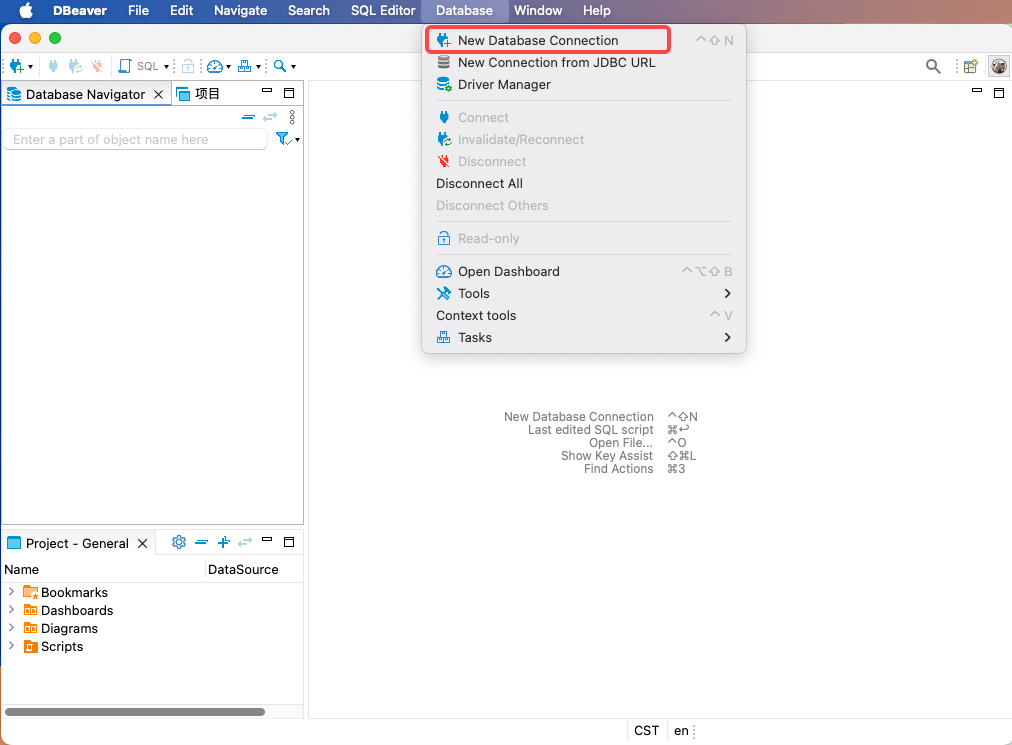 DBeaver File Edit Navigate Search SQL Editor Database Window Help
New Database Connection ⌃⇧N
New Connection from JDBC URL
Driver Manager
Connect
Invalidate/Reconnect
Disconnect
Disconnect All
Disconnect Others
Read-only
Open Dashboard ⌃⌥⇧B
Tools
Context tools ⌃V
Tasks
SQL
Database Navigator 项目
Enter a part of object name here
New Database Connection ⌃⇧N
Last edited SQL script ⌘↩
Open File... ⌃O
Show Key Assist ⇧⌘L
Find Actions ⌘3
Project - General
Name DataSource
Bookmarks
Dashboards
Diagrams
Scripts
CST en